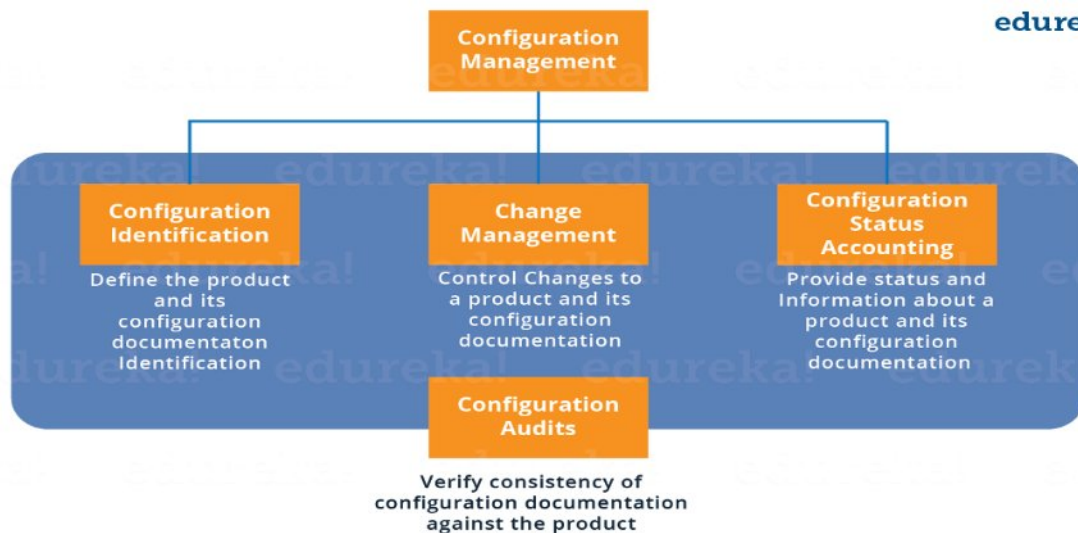 edure
Configuration
Management
Configuration
Identification
Define the product
and its
configuration
documentaton
Identification
Change
Management
Control Changes to
a product and its
configuration
documentation
Configuration
Status
Accounting
Provide status and
Information about a
product and its
configuration
documentation
Configuration
Audits
Verify consistency of
configuration documentation
against the product